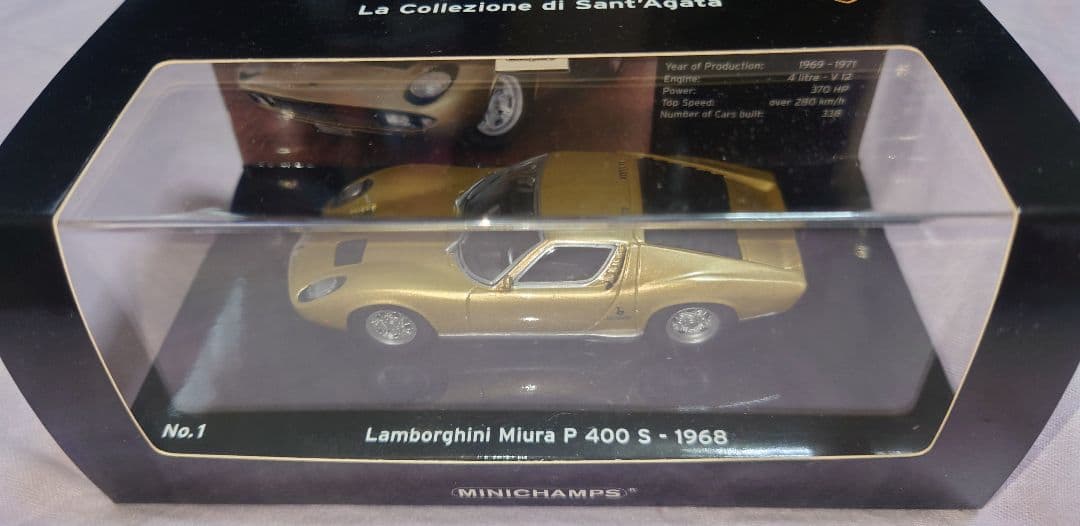 La Collezione di Sant'Agata
Year of Production: 1969 - 1971
Engine: 4 litre - V 12
Power: 370 HP
Top Speed: over 280 km/h
Number of Cars built: 338
No.1
Lamborghini Miura P 400 S - 1968
MINICHAMPS®